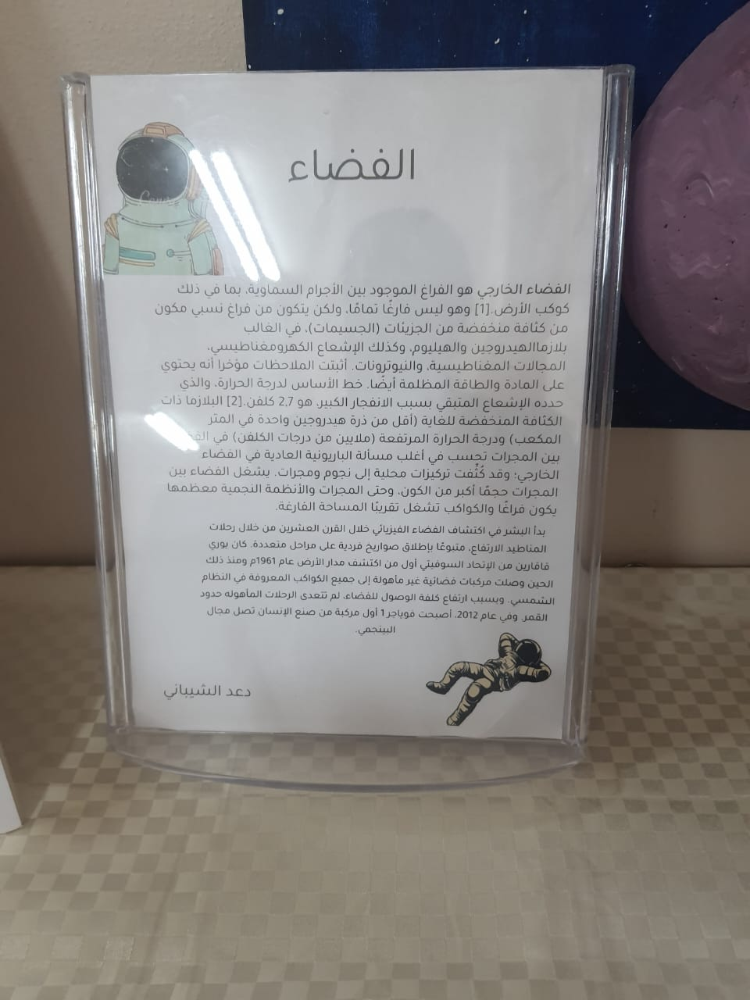 الفضاء
الفضاء الخارجي هو الفراغ الموجود بين الأجرام السماوية، بما في ذلك
كوكب الأرض.[1] وهو ليس فارغًا تمامًا، ولكن يتكون من فراغ نسبي مكون
من كثافة منخفضة من الجزيئات (الجسيمات)، في الغالب
بلازماالهيدروجين والهيليوم، وكذلك الإشعاع الكهرومغناطيسي،
المجالات المغناطيسية، والنيوترونات. أثبتت الملاحظات مؤخرا أنه يحتوي
على المادة والطاقة المظلمة أيضًا. خط الأساس لدرجة الحرارة، والذي
حدده الإشعاع المتبقي بسبب الانفجار الكبير، هو 2,7 كلفن.[2] البلازما ذات
الكثافة المنخفضة للغاية (أقل من ذرة هيدروجين واحدة في المتر
المكعب) ودرجة الحرارة المرتفعة (ملايين من درجات الكلفن) في
بين المجرات تحسب في أغلب مسألة الباريونية العادية في الفضاء
الخارجي؛ وقد كُثِّفت تركيزات محلية إلى نجوم ومجرات. يشغل الفضاء بين
المجرات حجمًا أكبر من الكون، وحتى المجرات والأنظمة النجمية معظمها
يكون فراغًا والكواكب تشغل تقريبًا المساحة الفارغة.
بدأ البشر في اكتشاف الفضاء الفيزيائي خلال القرن العشرين من خلال رحلات
المناطيد الارتفاع، متبوعًا بإطلاق صواريخ فردية على مراحل متعددة. كان يوري
قاقارين من الإتحاد السوفيتي أول من اكتشف مدار الأرض عام 1961م ومنذ ذلك
الحين وصلت مركبات فضائية غير مأهولة إلى جميع الكواكب المعروفة في النظام
الشمسي. وبسبب ارتفاع كلفة الوصول للفضاء، لم تتعدى الرحلات المأهوله حدود
القمر. وفي عام 2012، أصبحت فوياجر 1 أول مركبة من صنع الإنسان تصل مجال
البينجمي.
دعد الشيباني